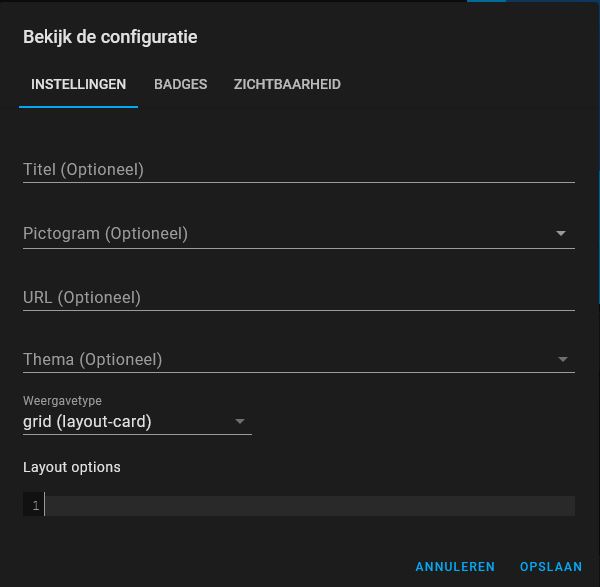 Bekijk de configuratie
INSTELLINGEN BADGES ZICHTBAARHEID
Titel (Optioneel)
Pictogram (Optioneel)
URL (Optioneel)
Thema (Optioneel)
Weergavetype
grid (layout-card)
Layout options
1
ANNULEREN OPSLAAN